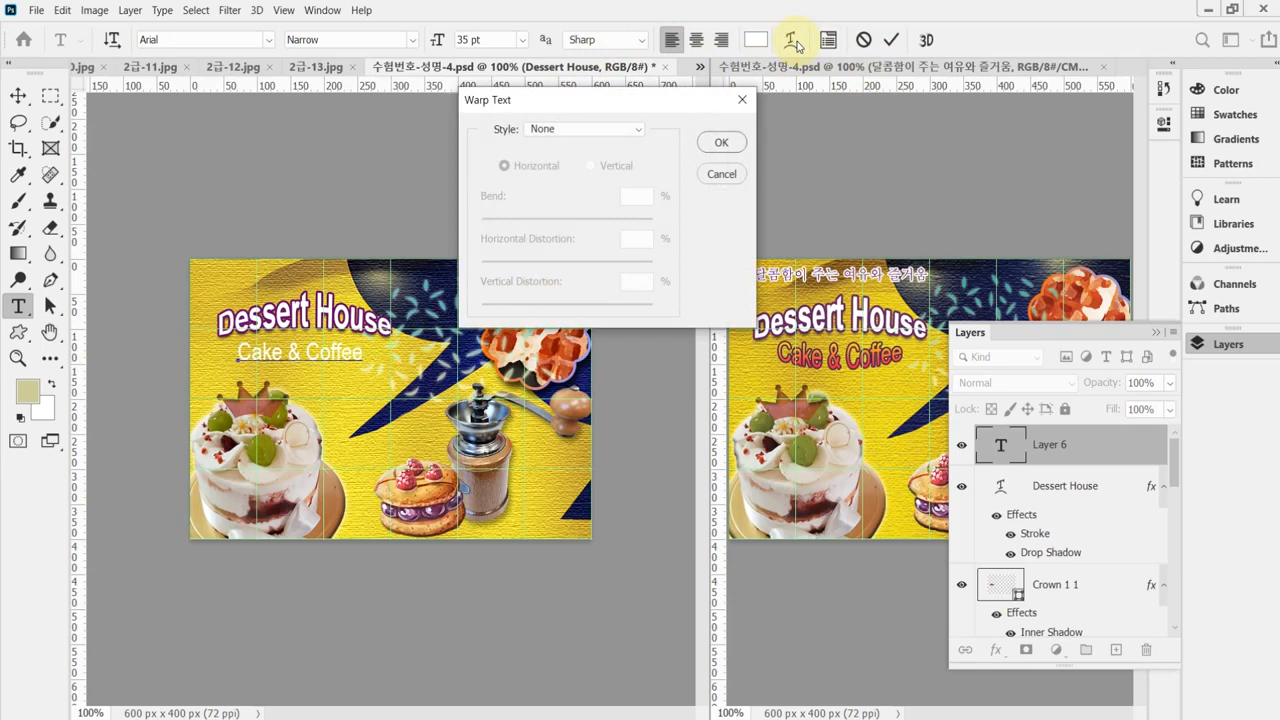 Ps File Edit Image Layer Type Select Filter 3D View Window Help
T Arial Narrow 35 pt aa Sharp 3D
0.jpg 2급-11.jpg 2급-12.jpg 2급-13.jpg 수험번호-성명-4.psd @ 100% (Dessert House, RGB/8#) * 수험번호-성명-4.psd @ 100% (달콤함이 주는 여유와 즐거움, RGB/8#/CM...
Warp Text
Style: None
OK
Horizontal Vertical
Cancel
Bend: %
Horizontal Distortion: %
Vertical Distortion: %
Dessert House
Cake & Coffee
달콤함이 주는 여유와 즐거움
Dessert House
Cake & Coffee
Color
Swatches
Gradients
Patterns
Learn
Libraries
Adjustme...
Channels
Paths
Layers
Layers
Kind
Normal Opacity: 100%
Lock: Fill: 100%
T Layer 6
Dessert House fx
Effects
Stroke
Drop Shadow
Crown 1 1 fx
Effects
Inner Shadow
fx
100% 600 px x 400 px (72 ppi)
100% 600 px x 400 px (72 ppi)